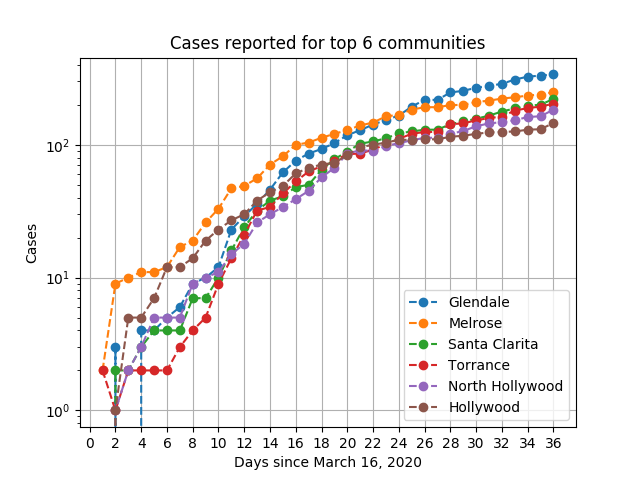 Cases reported for top 6 communities
Cases
10²
10¹
10⁰
Glendale
Melrose
Santa Clarita
Torrance
North Hollywood
Hollywood
0 2 4 6 8 10 12 14 16 18 20 22 24 26 28 30 32 34 36
Days since March 16, 2020